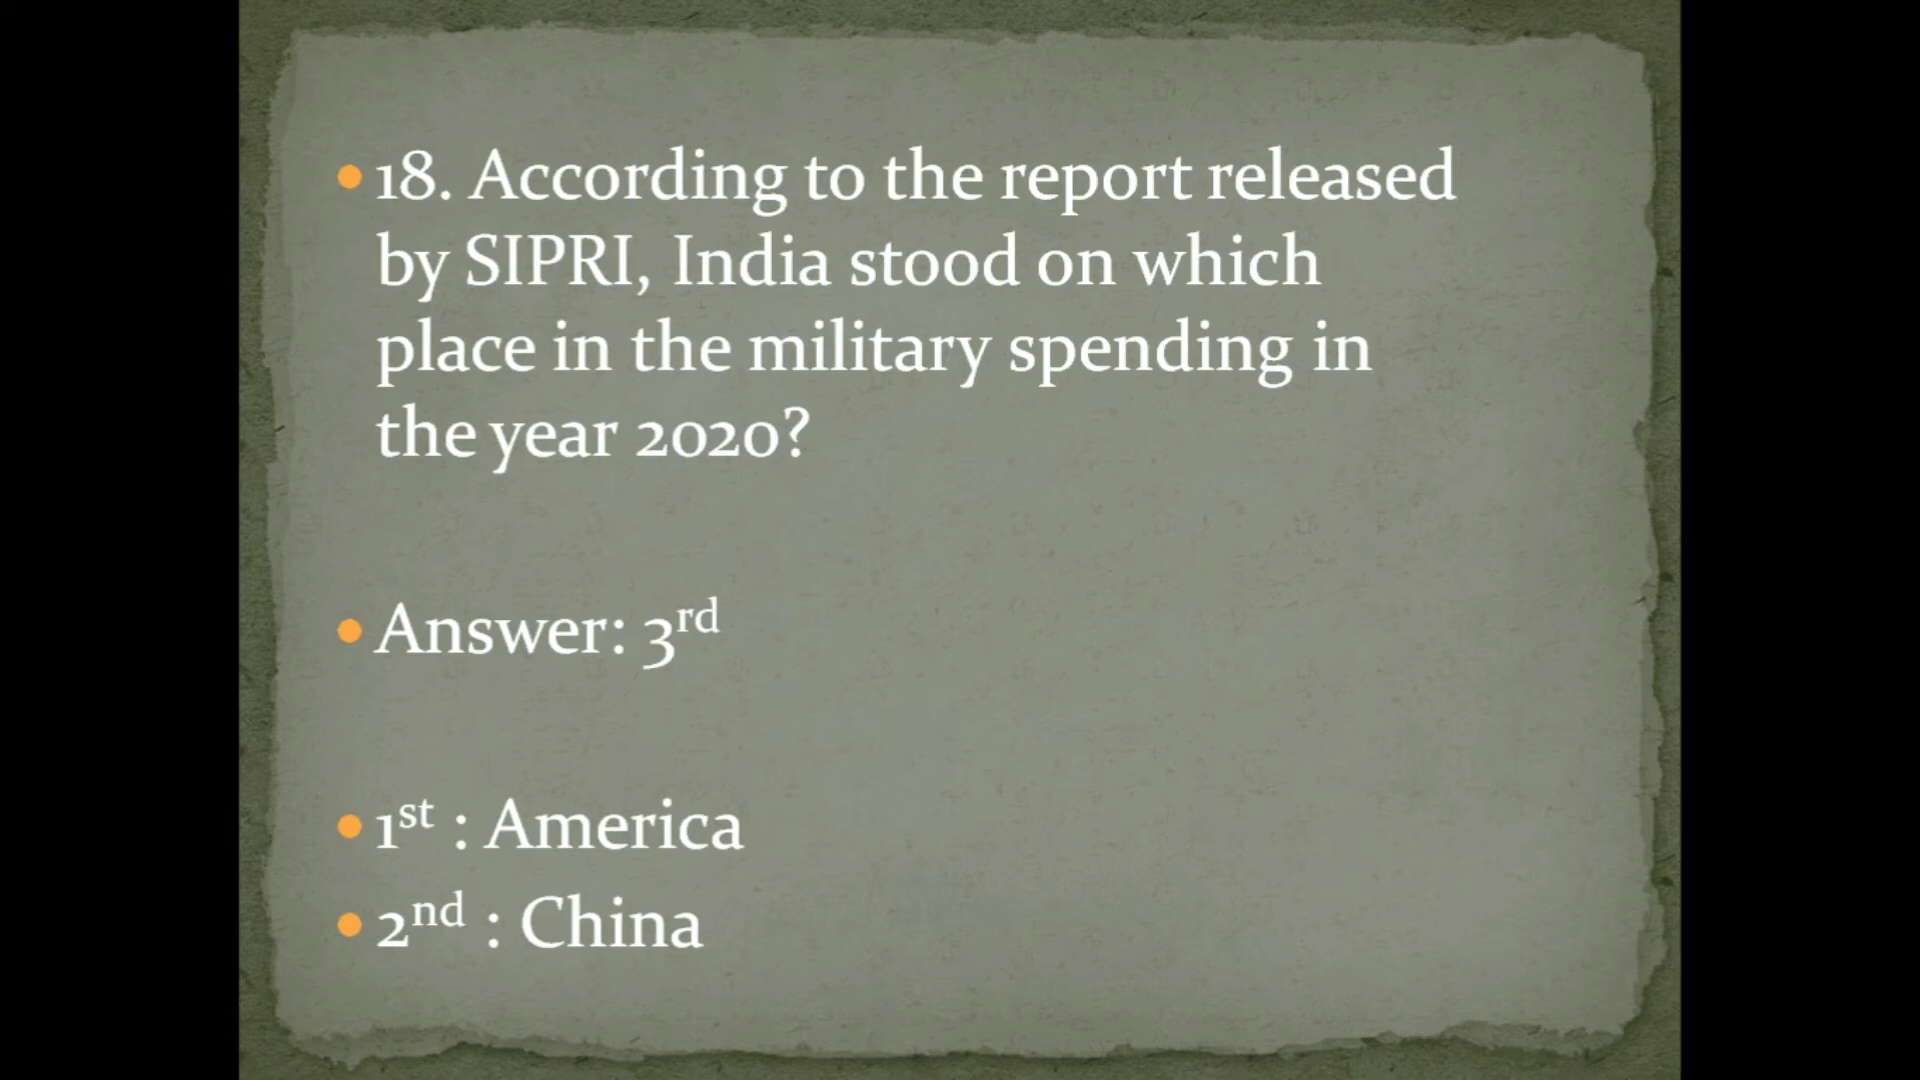 18. According to the report released
by SIPRI, India stood on which
place in the military spending in
the year 2020?
Answer: 3rd
1st : America
2nd : China